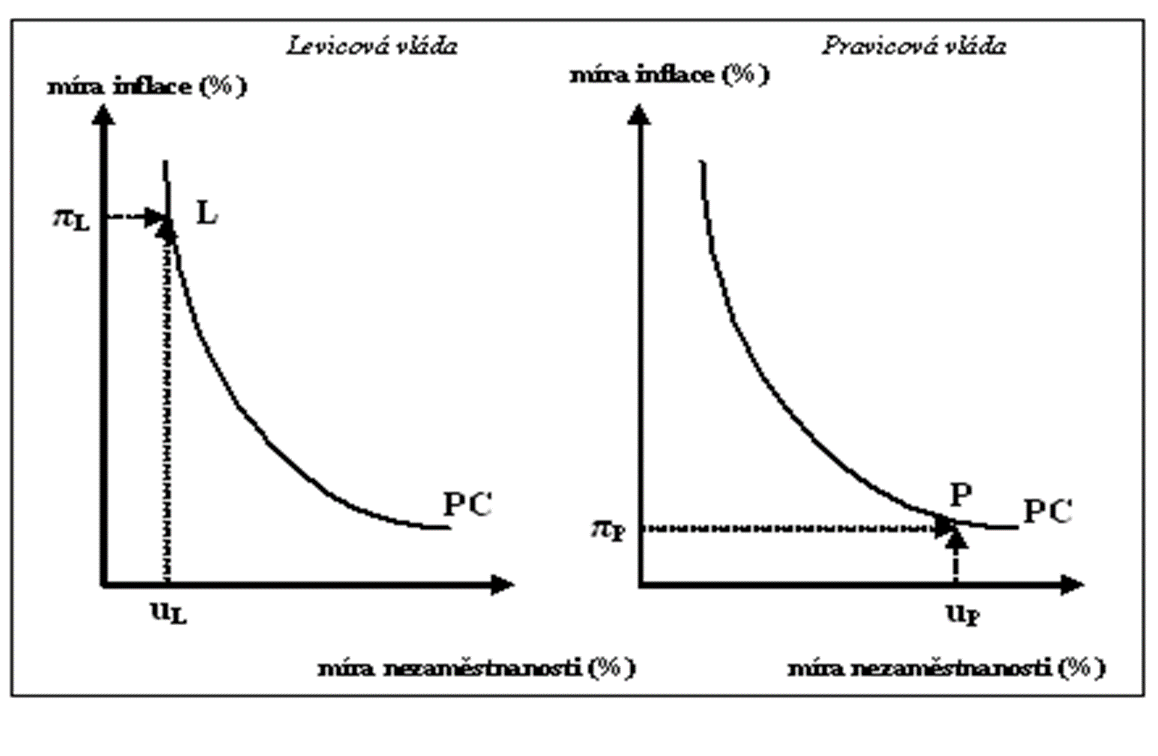 Levicová vláda
míra inflace (%)
πL
L
PC
uL
míra nezaměstnanosti (%)
Pravicová vláda
míra inflace (%)
P
PC
πP
uP
míra nezaměstnanosti (%)